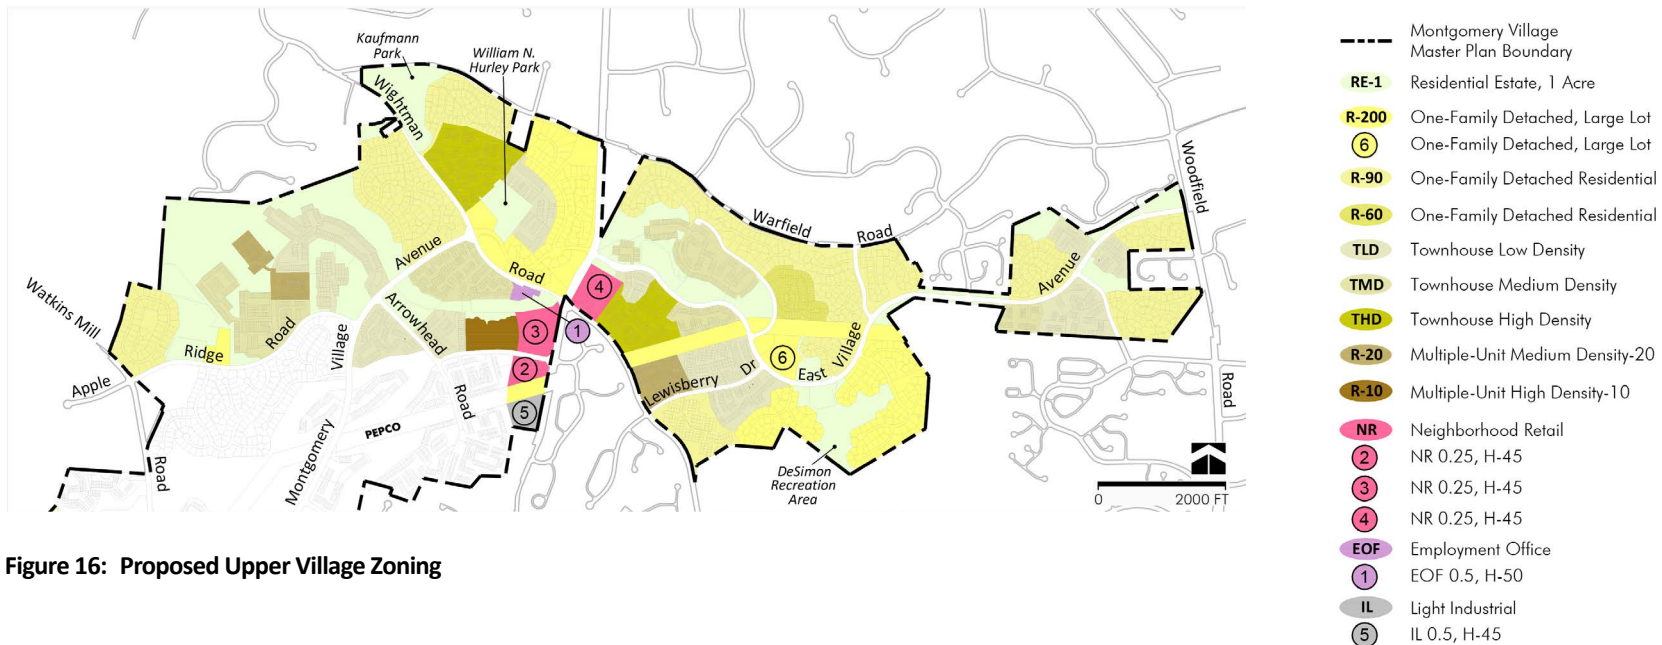 Kaufmann
Park
William N.
Hurley Park
Wightman
Road
Avenue
Warfield
Road
Woodfield
Road
Avenue
Watkins Mill
Road
Apple
Ridge
Road
Village
Montgomery
Arrowhead
Road
PEPCO
Lewisberry
Dr
East
Village
DeSimon
Recreation
Area
1
2
3
4
5
6
0 2000 FT
Montgomery Village
Master Plan Boundary
RE-1 Residential Estate, 1 Acre
R-200 One-Family Detached, Large Lot
6 One-Family Detached, Large Lot
R-90 One-Family Detached Residential
R-60 One-Family Detached Residential
TLD Townhouse Low Density
TMD Townhouse Medium Density
THD Townhouse High Density
R-20 Multiple-Unit Medium Density-20
R-10 Multiple-Unit High Density-10
NR Neighborhood Retail
2 NR 0.25, H-45
3 NR 0.25, H-45
4 NR 0.25, H-45
EOF Employment Office
1 EOF 0.5, H-50
IL Light Industrial
5 IL 0.5, H-45
Figure 16: Proposed Upper Village Zoning